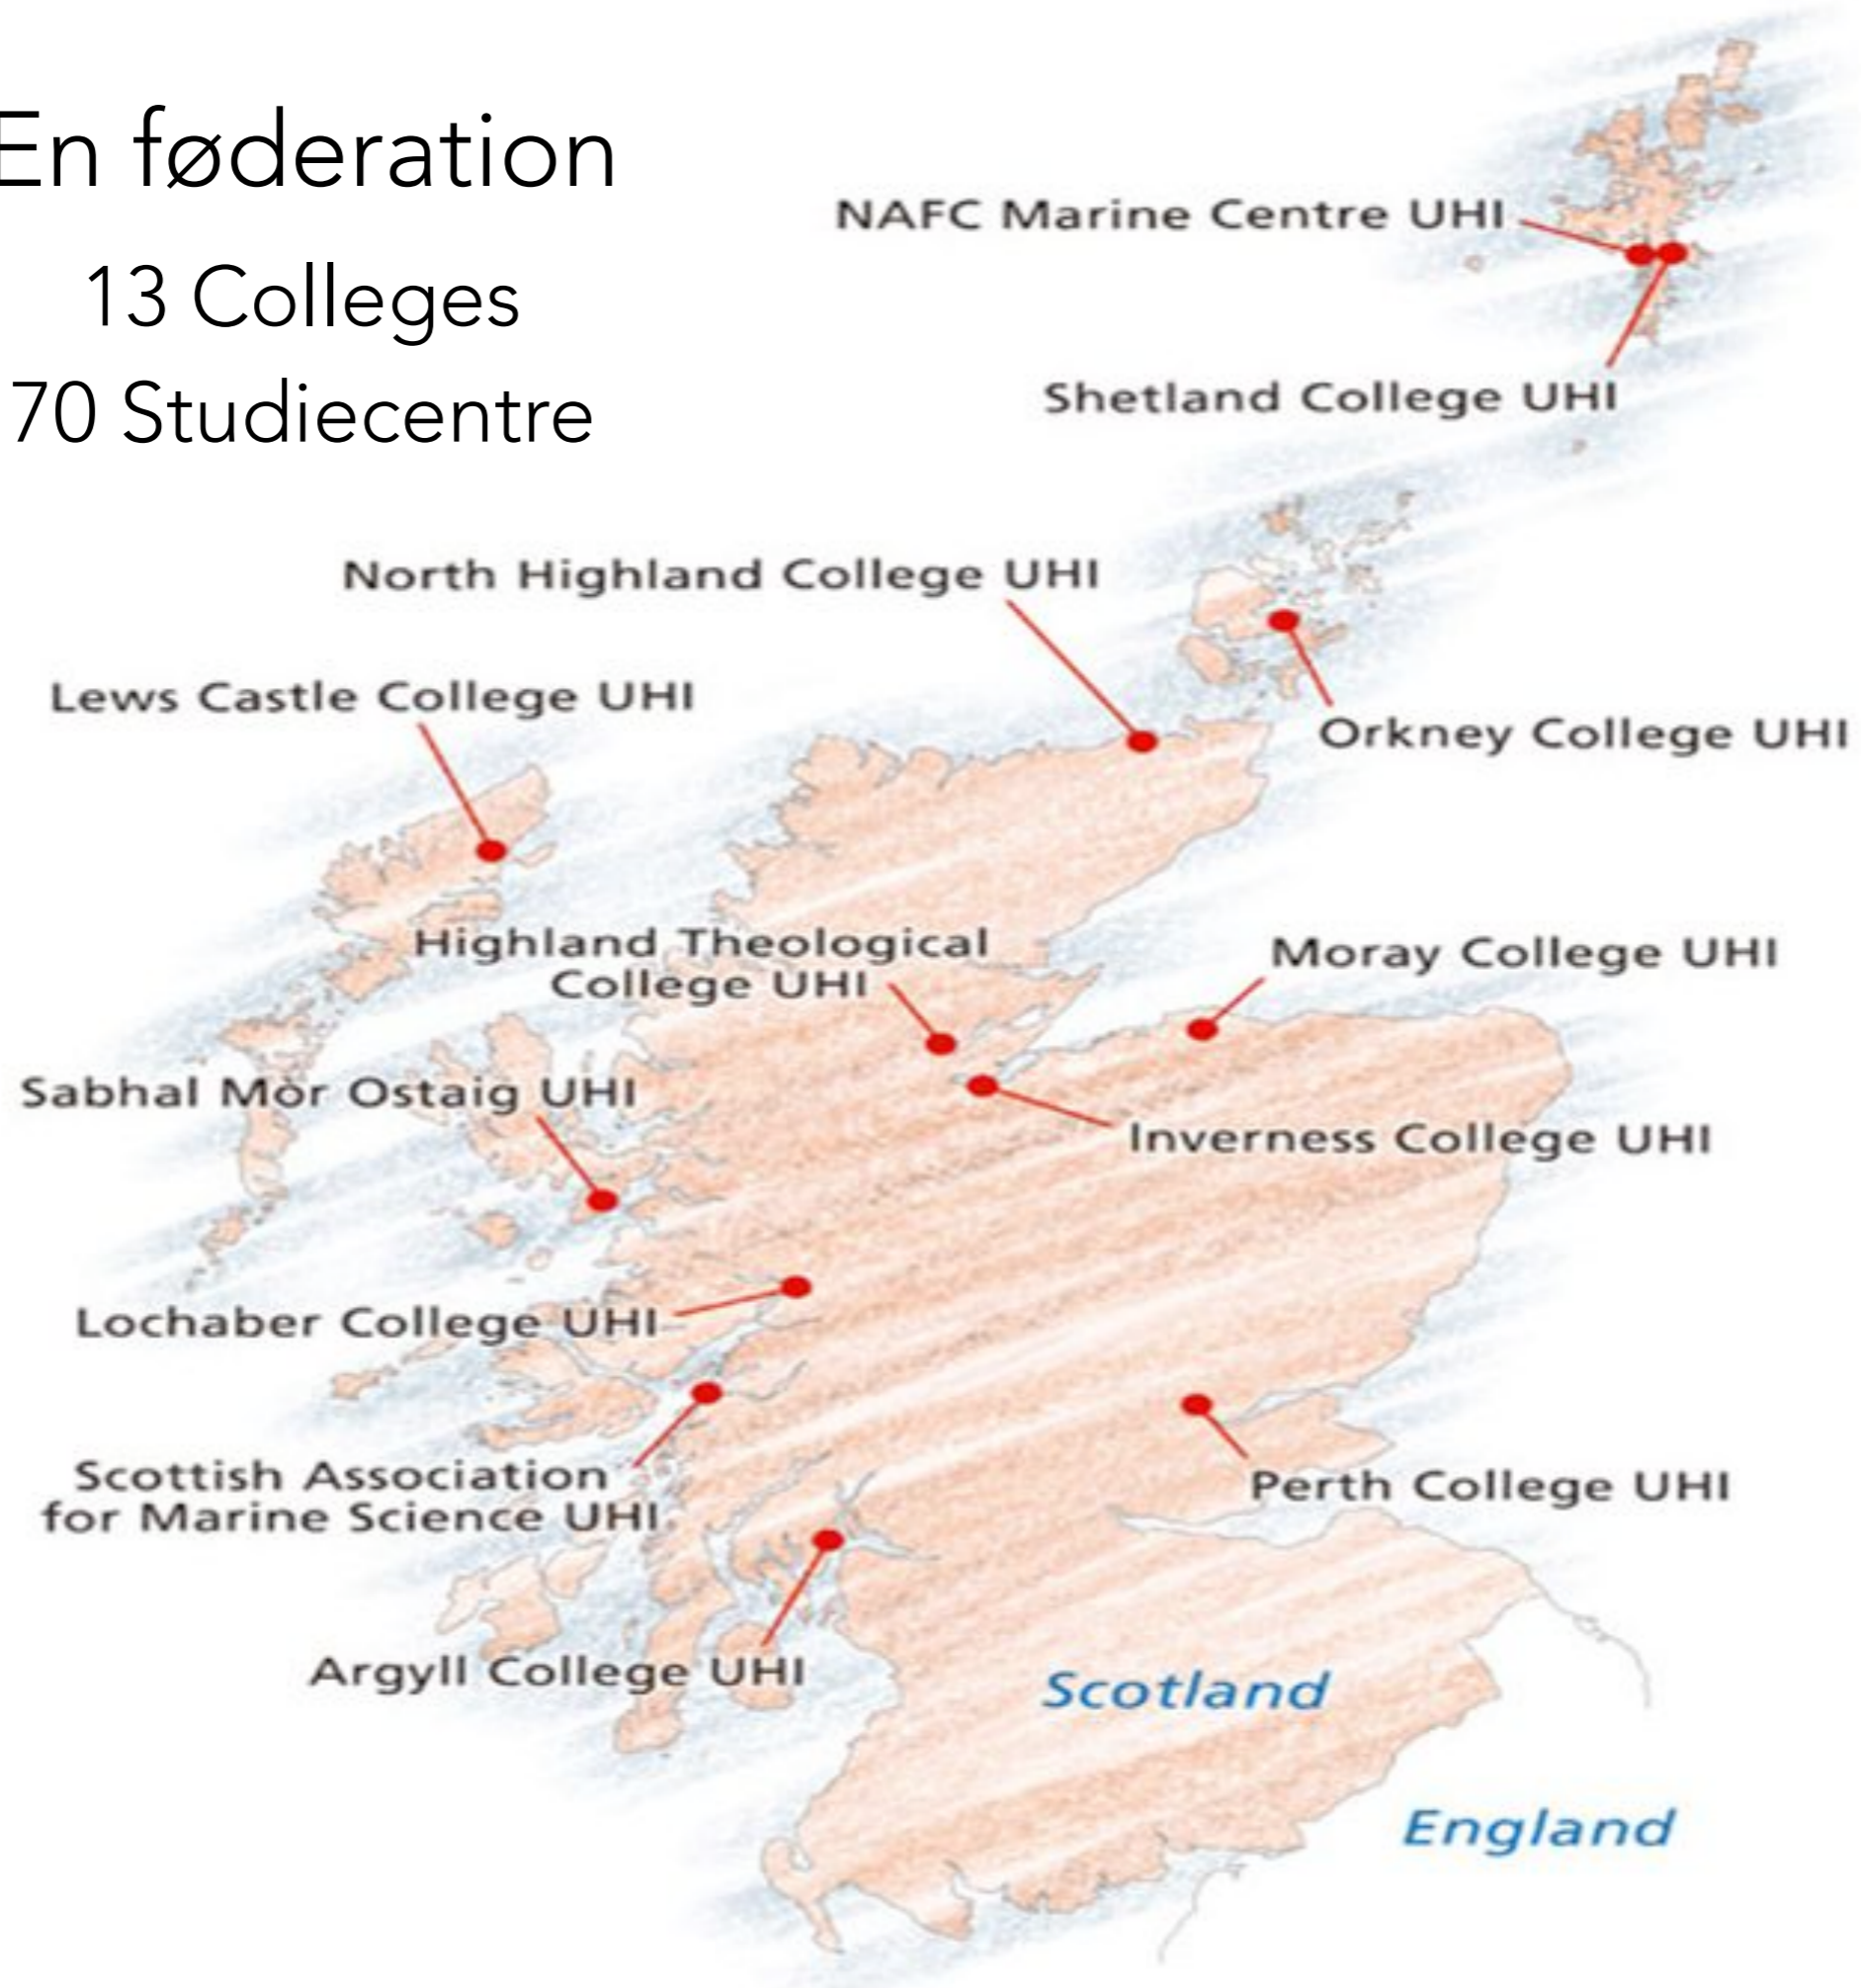 En føderation
13 Colleges
70 Studiecentre
NAFC Marine Centre UHI
Shetland College UHI
North Highland College UHI
Lews Castle College UHI
Orkney College UHI
Highland Theological
College UHI
Moray College UHI
Sabhal Mòr Ostaig UHI
Inverness College UHI
Lochaber College UHI
Scottish Association
for Marine Science UHI
Perth College UHI
Argyll College UHI
Scotland
England